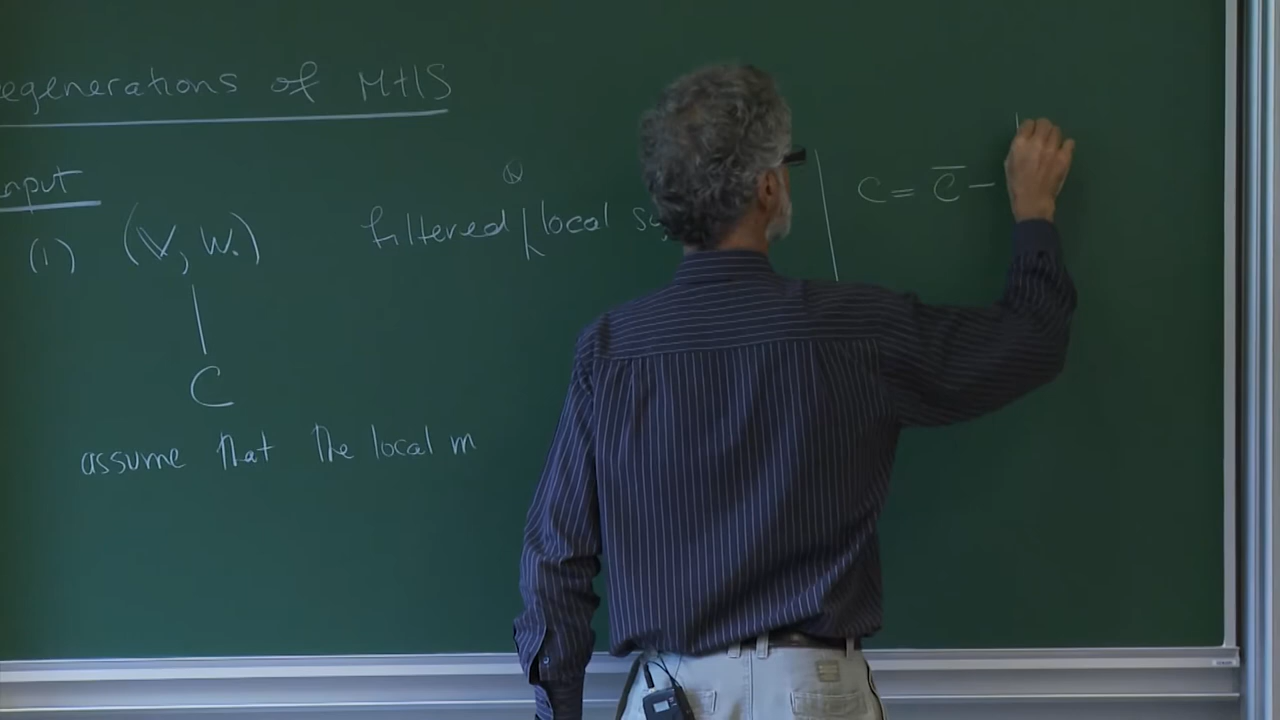 egenerations of MHS
nput
(1) (𝕍, W.) filtered ℚ local sy
C
assume that the local m
C = C̅ −